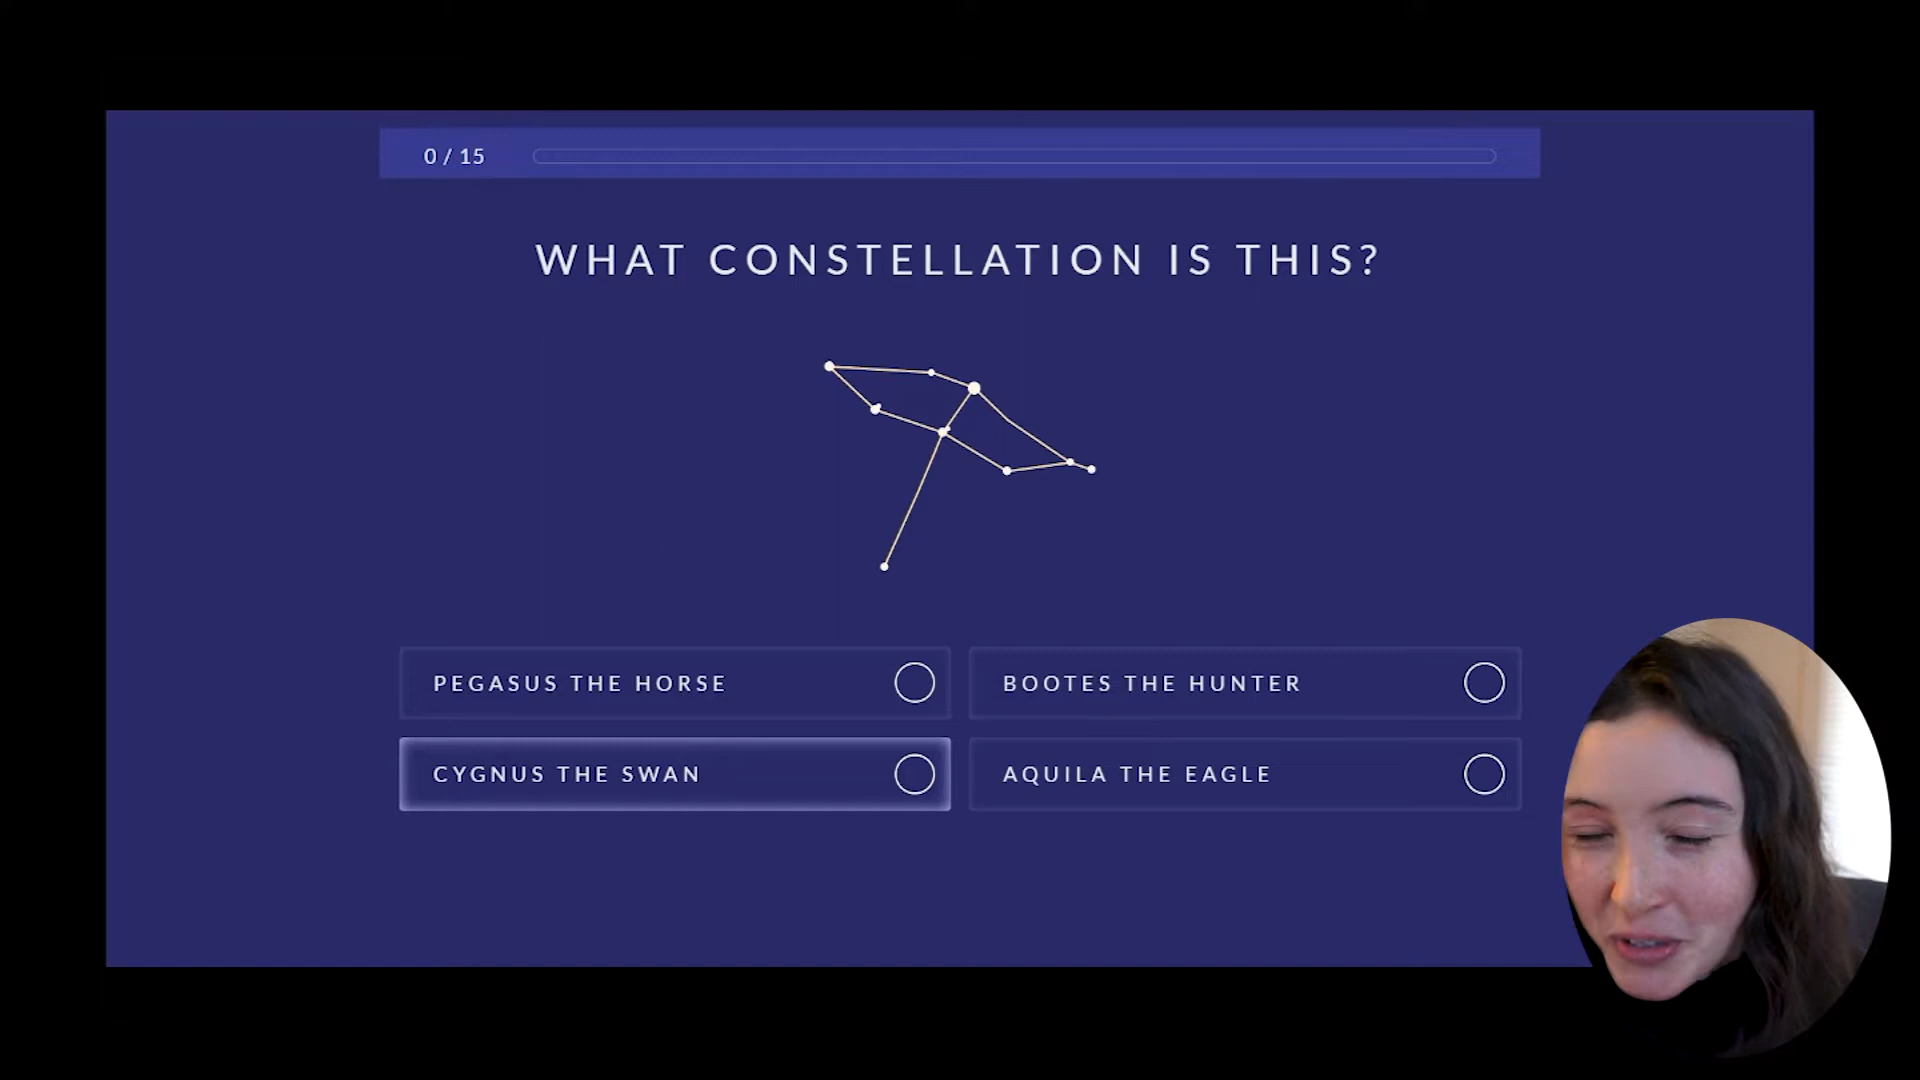 0 / 15
WHAT CONSTELLATION IS THIS?
PEGASUS THE HORSE
BOOTES THE HUNTER
CYGNUS THE SWAN
AQUILA THE EAGLE